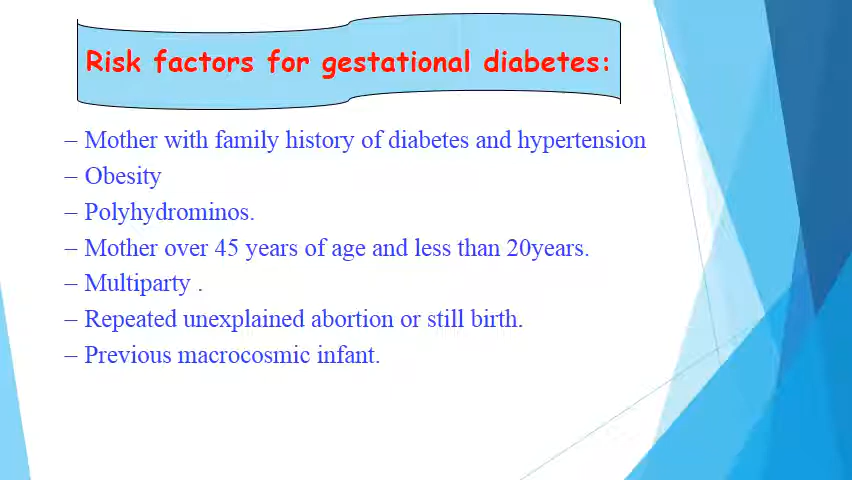 Risk factors for gestational diabetes:
– Mother with family history of diabetes and hypertension
– Obesity
– Polyhydrominos.
– Mother over 45 years of age and less than 20years.
– Multiparty .
– Repeated unexplained abortion or still birth.
– Previous macrocosmic infant.